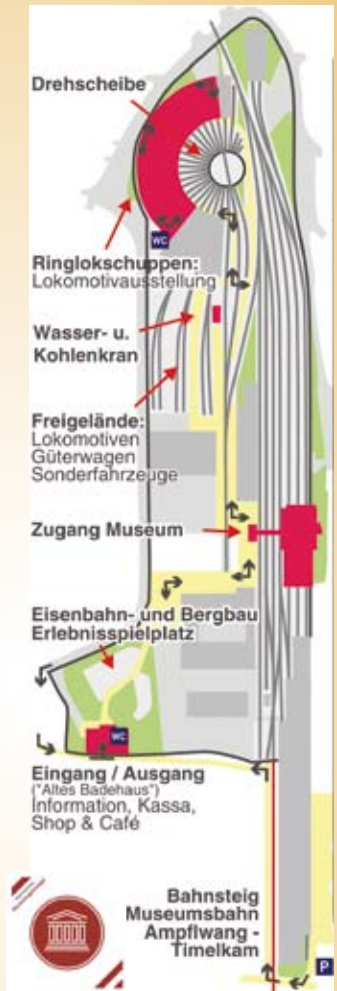 Drehscheibe
WC
Ringlokschuppen:
Lokomotivausstellung
Wasser- u.
Kohlenkran
Freigelände:
Lokomotiven
Güterwagen
Sonderfahrzeuge
Zugang Museum
Eisenbahn- und Bergbau
Erlebnisspielplatz
WC
Eingang / Ausgang
("Altes Badehaus")
Information, Kassa,
Shop & Café
Bahnsteig
Museumsbahn
Ampflwang -
Timelkam
P